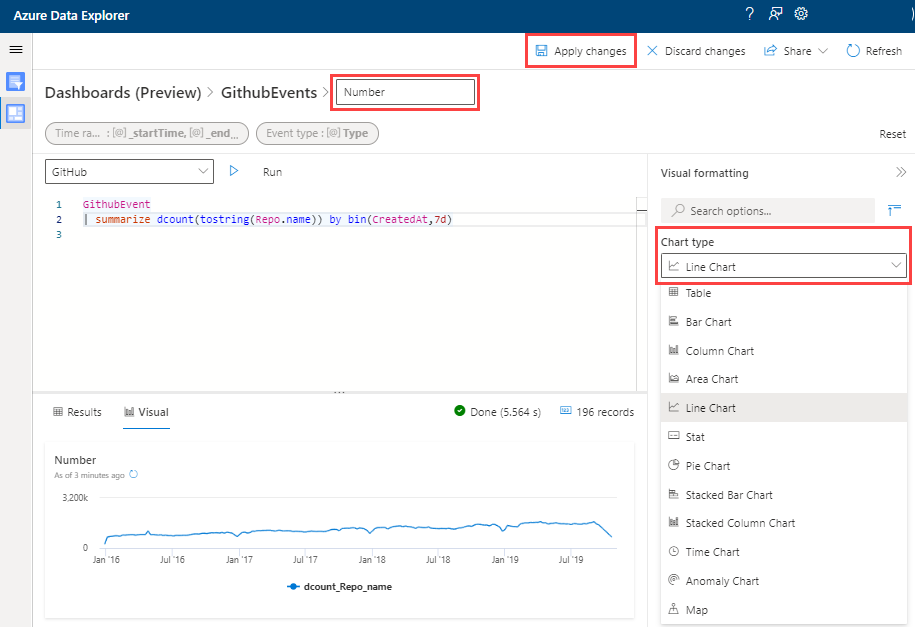 Azure Data Explorer
?
Apply changes
Discard changes
Share
Refresh
Dashboards (Preview) > GithubEvents > Number
Time ra... : [@] _startTime, [@] _end_...
Event type : [@] Type
Reset
GitHub
Run
1 GithubEvent
2 | summarize dcount(tostring(Repo.name)) by bin(CreatedAt,7d)
3
...
Results
Visual
Done (5.564 s)
196 records
Number
As of 3 minutes ago
3,200k
0
Jan '16 Jul '16 Jan '17 Jul '17 Jan '18 Jul '18 Jan '19 Jul '19
dcount_Repo_name
Visual formatting
Search options...
Chart type
Line Chart
Table
Bar Chart
Column Chart
Area Chart
Line Chart
Stat
Pie Chart
Stacked Bar Chart
Stacked Column Chart
Time Chart
Anomaly Chart
Map